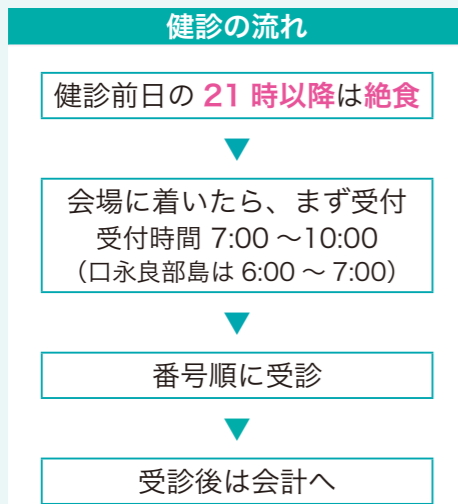 健診の流れ
健診前日の 21 時以降は絶食
会場に着いたら、まず受付
受付時間 7:00 ～10:00
（口永良部島は 6:00 ～ 7:00）
番号順に受診
受診後は会計へ